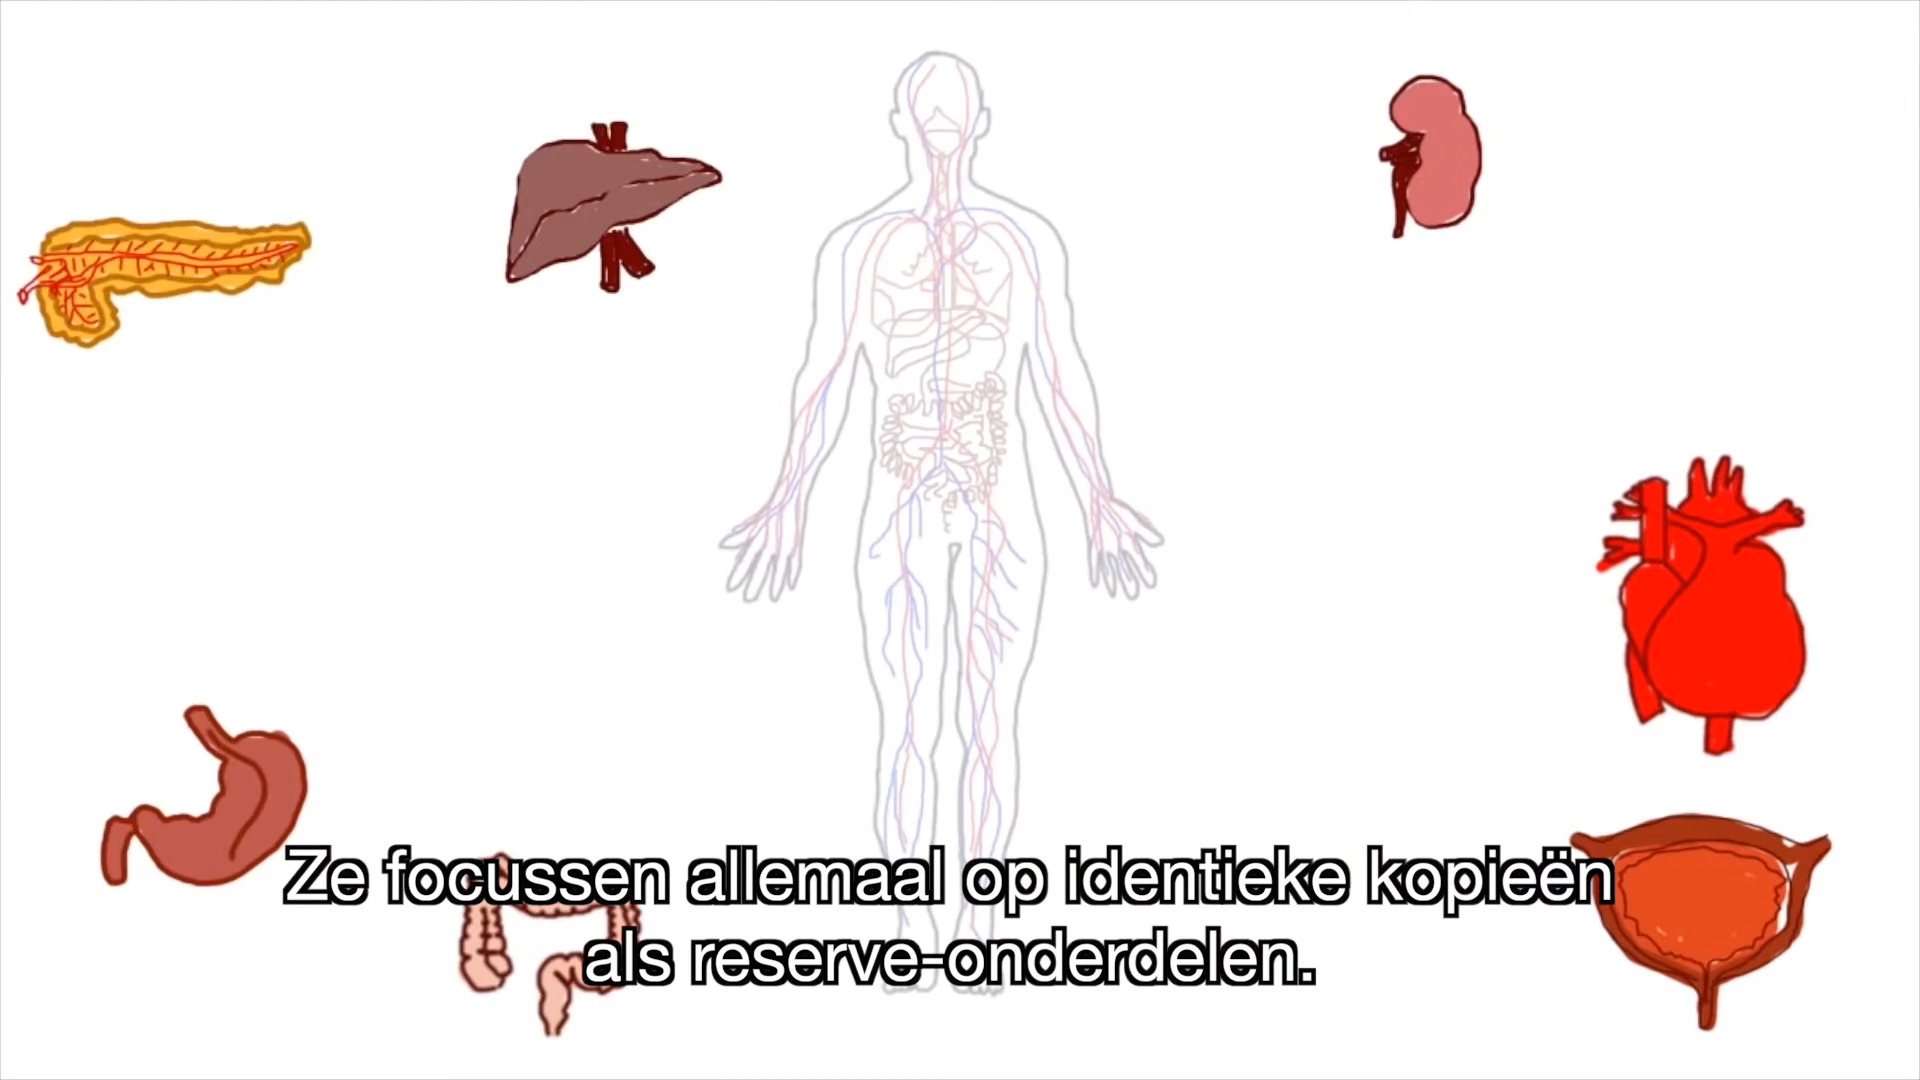 Ze focussen allemaal op identieke kopieën
als reserve-onderdelen.